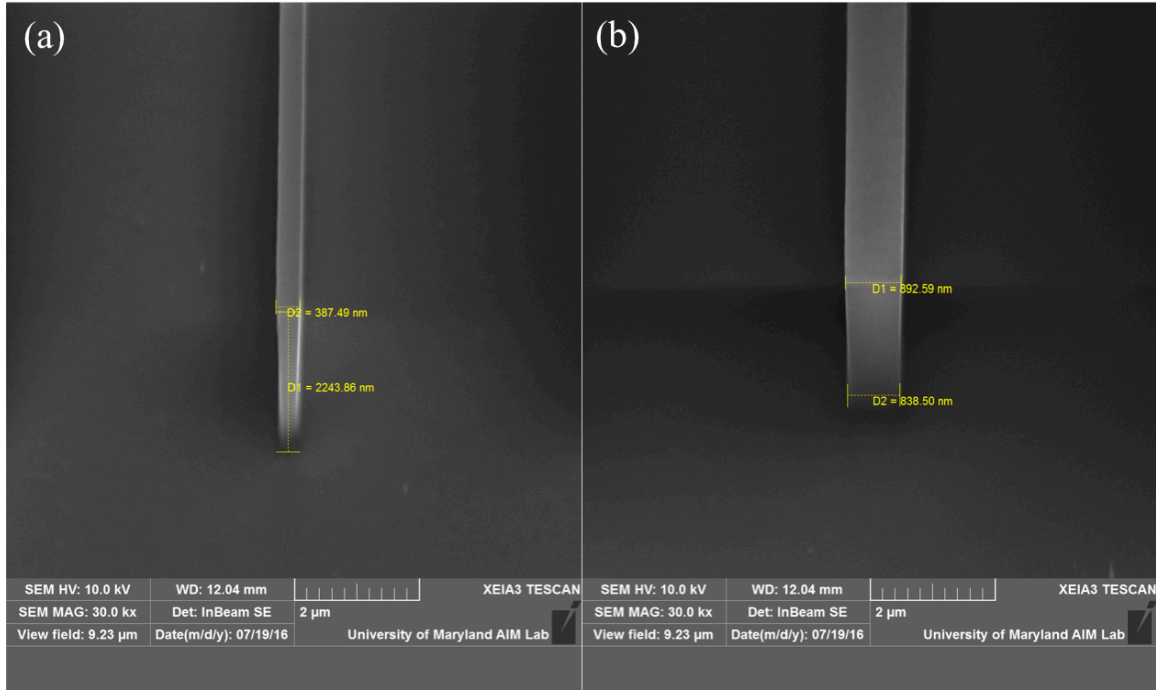 (a)
D2 = 387.49 nm
D1 = 2243.86 nm
SEM HV: 10.0 kV WD: 12.04 mm XEIA3 TESCAN
SEM MAG: 30.0 kx Det: InBeam SE 2 µm
View field: 9.23 µm Date(m/d/y): 07/19/16 University of Maryland AIM Lab
(b)
D1 = 892.59 nm
D2 = 838.50 nm
SEM HV: 10.0 kV WD: 12.04 mm XEIA3 TESCAN
SEM MAG: 30.0 kx Det: InBeam SE 2 µm
View field: 9.23 µm Date(m/d/y): 07/19/16 University of Maryland AIM Lab